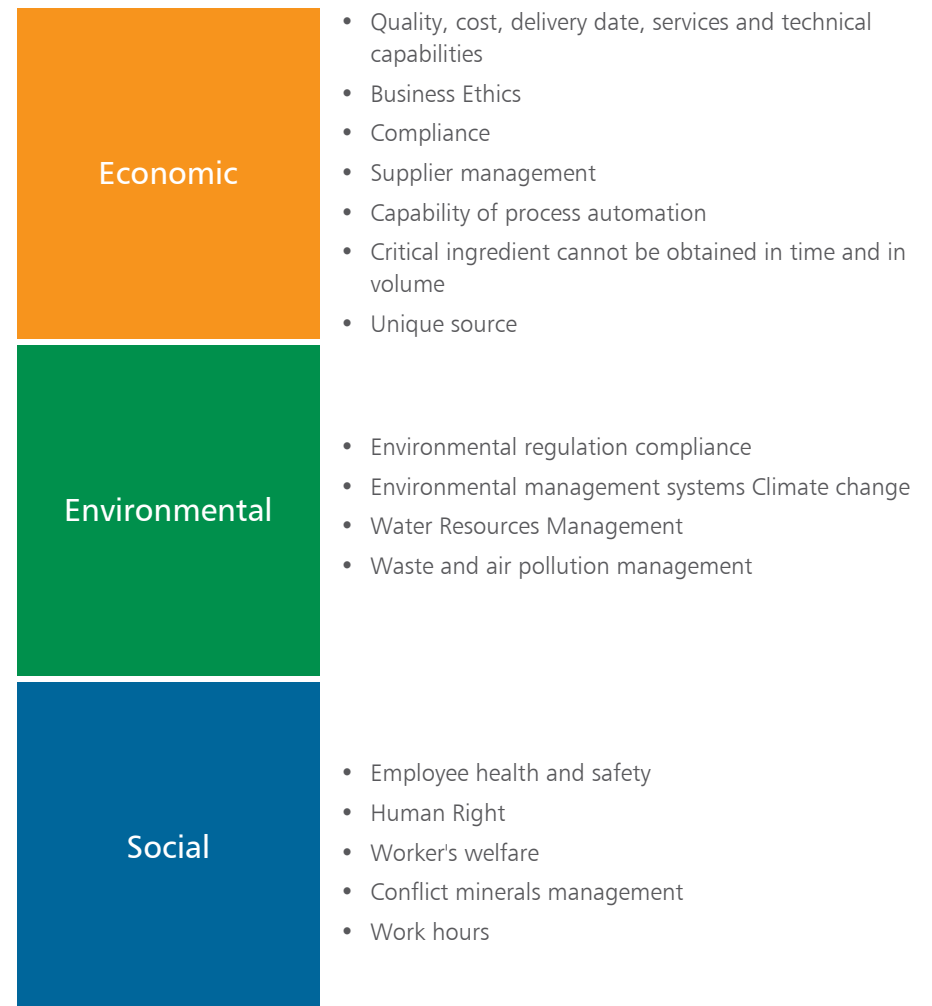 Economic
• Quality, cost, delivery date, services and technical
capabilities
• Business Ethics
• Compliance
• Supplier management
• Capability of process automation
• Critical ingredient cannot be obtained in time and in
volume
• Unique source
Environmental
• Environmental regulation compliance
• Environmental management systems Climate change
• Water Resources Management
• Waste and air pollution management
Social
• Employee health and safety
• Human Right
• Worker's welfare
• Conflict minerals management
• Work hours